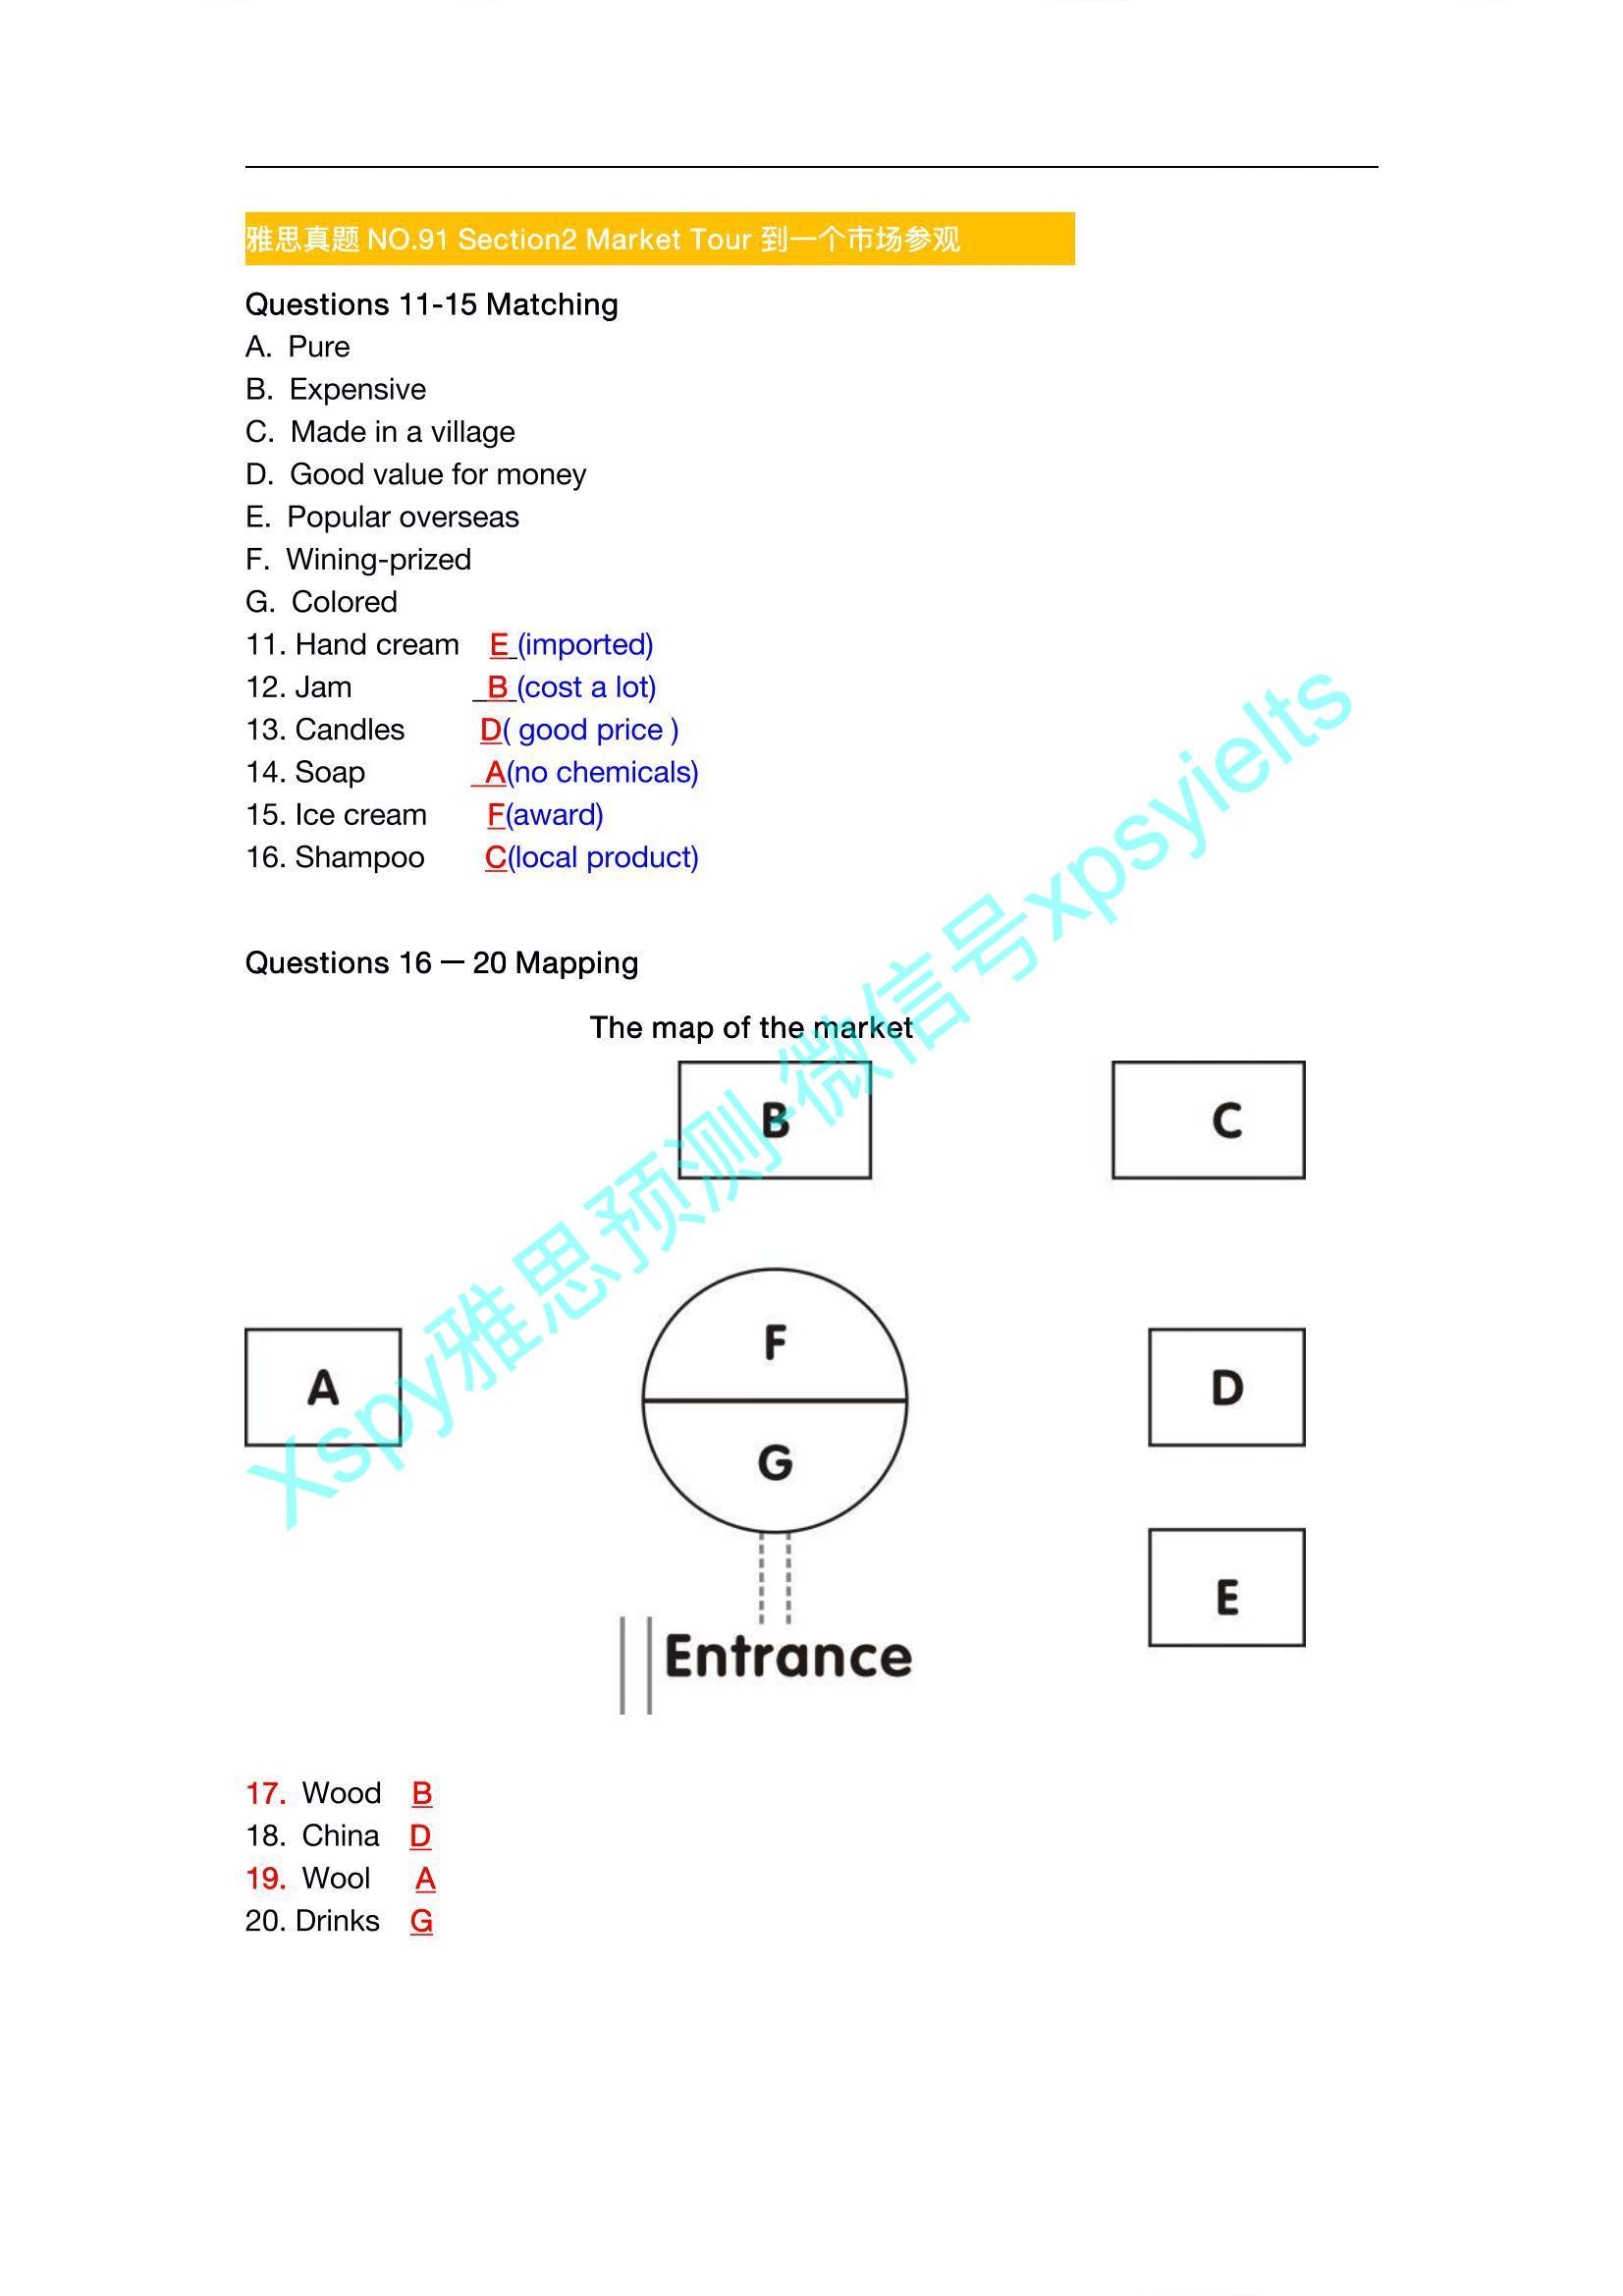 雅思真题 NO.91 Section2 Market Tour 到一个市场参观
Questions 11-15 Matching
A. Pure
B. Expensive
C. Made in a village
D. Good value for money
E. Popular overseas
F. Wining-prized
G. Colored
11. Hand cream E (imported)
12. Jam B (cost a lot)
13. Candles D( good price )
14. Soap A(no chemicals)
15. Ice cream F(award)
16. Shampoo C(local product)
Questions 16 — 20 Mapping
The map of the market
B
C
F
A
D
G
E
Entrance
17. Wood B
18. China D
19. Wool A
20. Drinks G
Xspy雅思预测-微信号xpsyielts